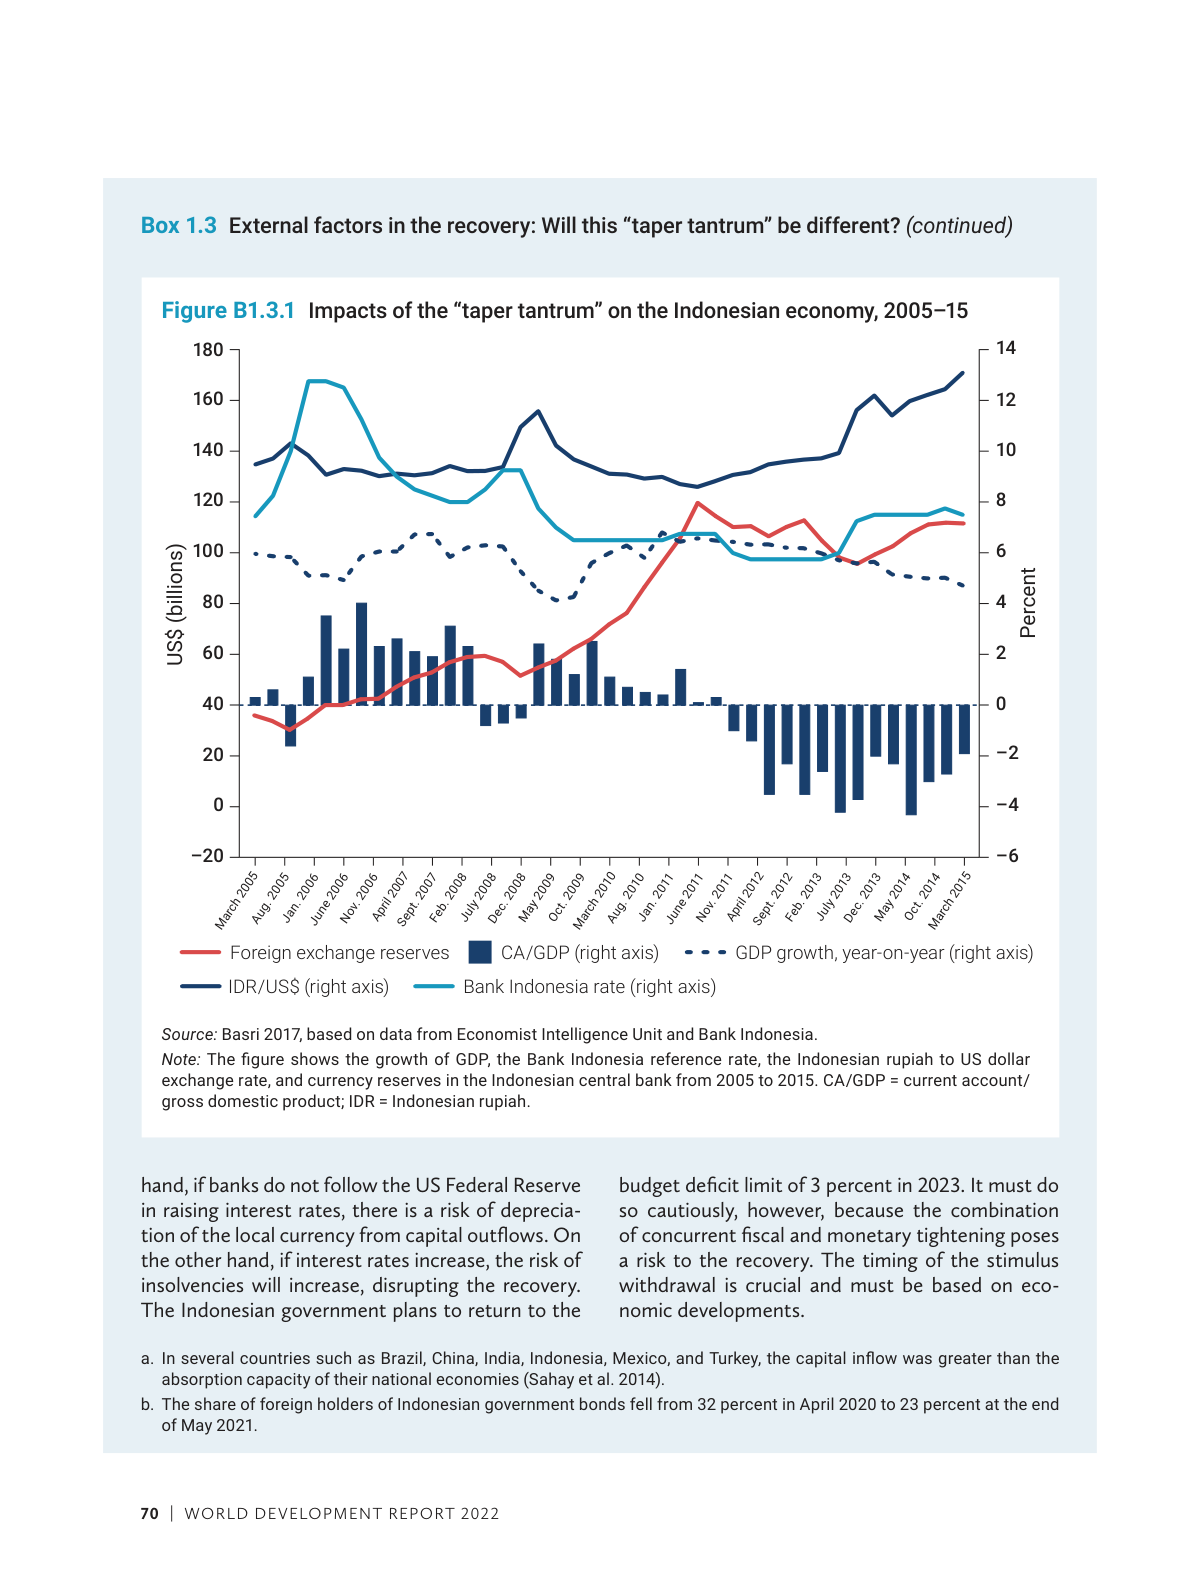 Box 1.3 External factors in the recovery: Will this “taper tantrum” be different? (continued)
Figure B1.3.1 Impacts of the “taper tantrum” on the Indonesian economy, 2005–15
180
160
140
120
100
80
60
40
20
0
–20
US$ (billions)
14
12
10
8
6
4
2
0
–2
–4
–6
Percent
March 2005
Aug. 2005
Jan. 2006
June 2006
Nov. 2006
April 2007
Sept. 2007
Feb. 2008
July 2008
Dec. 2008
May 2009
Oct. 2009
March 2010
Aug. 2010
Jan. 2011
June 2011
Nov. 2011
April 2012
Sept. 2012
Feb. 2013
July 2013
Dec. 2013
May 2014
Oct. 2014
March 2015
Foreign exchange reserves CA/GDP (right axis) GDP growth, year-on-year (right axis)
IDR/US$ (right axis) Bank Indonesia rate (right axis)
Source: Basri 2017, based on data from Economist Intelligence Unit and Bank Indonesia.
Note: The figure shows the growth of GDP, the Bank Indonesia reference rate, the Indonesian rupiah to US dollar
exchange rate, and currency reserves in the Indonesian central bank from 2005 to 2015. CA/GDP = current account/
gross domestic product; IDR = Indonesian rupiah.
hand, if banks do not follow the US Federal Reserve
in raising interest rates, there is a risk of deprecia-
tion of the local currency from capital outflows. On
the other hand, if interest rates increase, the risk of
insolvencies will increase, disrupting the recovery.
The Indonesian government plans to return to the
budget deficit limit of 3 percent in 2023. It must do
so cautiously, however, because the combination
of concurrent fiscal and monetary tightening poses
a risk to the recovery. The timing of the stimulus
withdrawal is crucial and must be based on eco-
nomic developments.
a. In several countries such as Brazil, China, India, Indonesia, Mexico, and Turkey, the capital inflow was greater than the
absorption capacity of their national economies (Sahay et al. 2014).
b. The share of foreign holders of Indonesian government bonds fell from 32 percent in April 2020 to 23 percent at the end
of May 2021.
70 | WORLD DEVELOPMENT REPORT 2022